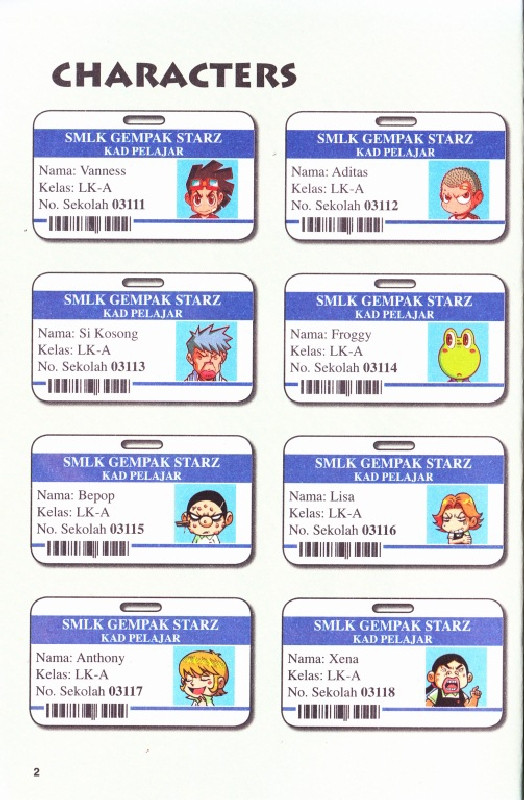 CHARACTERS
SMLK GEMPAK STARZ
KAD PELAJAR
Nama: Vanness
Kelas: LK-A
No. Sekolah 03111
SMLK GEMPAK STARZ
KAD PELAJAR
Nama: Aditas
Kelas: LK-A
No. Sekolah 03112
SMLK GEMPAK STARZ
KAD PELAJAR
Nama: Si Kosong
Kelas: LK-A
No. Sekolah 03113
SMLK GEMPAK STARZ
KAD PELAJAR
Nama: Froggy
Kelas: LK-A
No. Sekolah 03114
SMLK GEMPAK STARZ
KAD PELAJAR
Nama: Bepop
Kelas: LK-A
No. Sekolah 03115
SMLK GEMPAK STARZ
KAD PELAJAR
Nama: Lisa
Kelas: LK-A
No. Sekolah 03116
SMLK GEMPAK STARZ
KAD PELAJAR
Nama: Anthony
Kelas: LK-A
No. Sekolah 03117
SMLK GEMPAK STARZ
KAD PELAJAR
Nama: Xena
Kelas: LK-A
No. Sekolah 03118
2